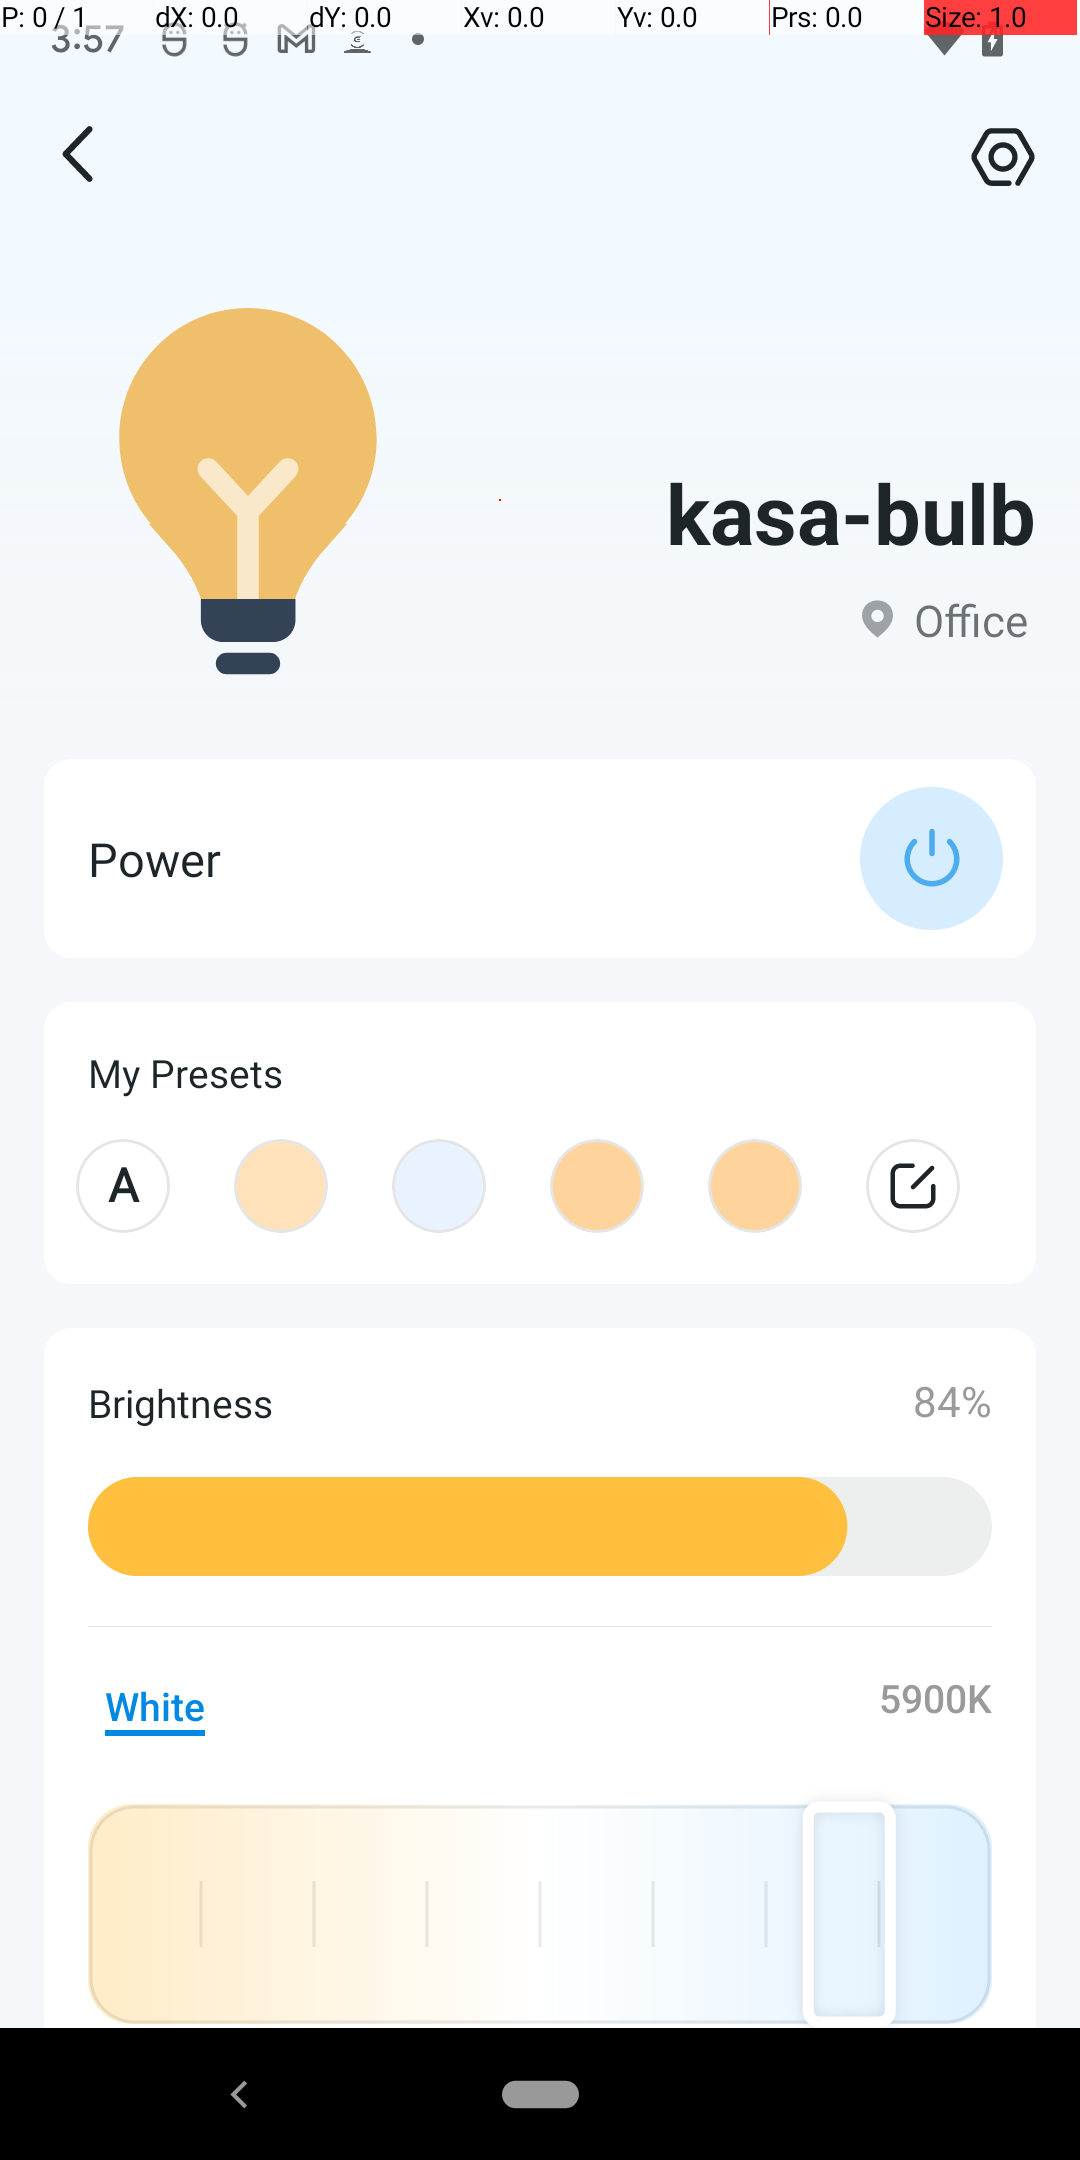 P: 0 / 1 dX: 0.0 dY: 0.0 Xv: 0.0 Yv: 0.0 Prs: 0.0 Size: 1.0
3:57
kasa-bulb
Office
Power
My Presets
A
Brightness 84%
White 5900K